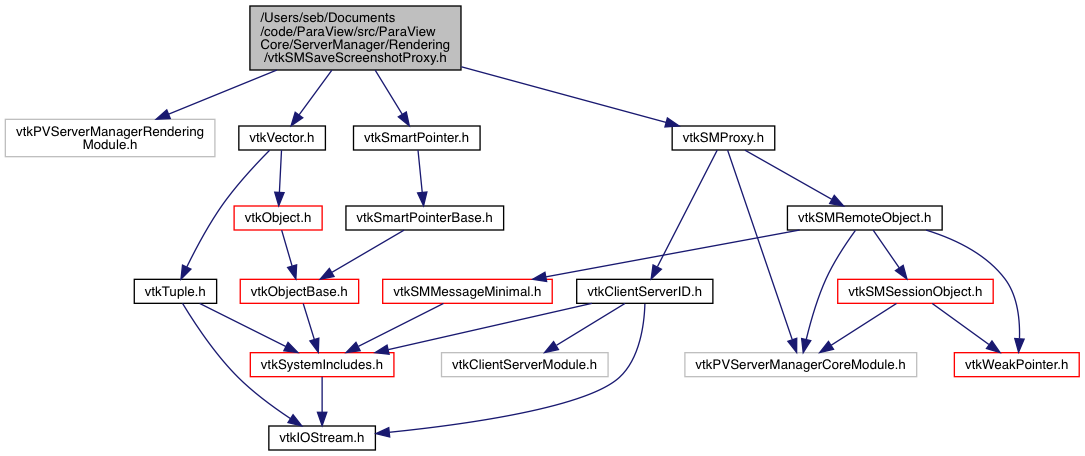 /Users/seb/Documents
/code/ParaView/src/ParaView
Core/ServerManager/Rendering
/vtkSMSaveScreenshotProxy.h
vtkPVServerManagerRendering
Module.h
vtkVector.h
vtkSmartPointer.h
vtkSMProxy.h
vtkObject.h
vtkSmartPointerBase.h
vtkSMRemoteObject.h
vtkTuple.h
vtkObjectBase.h
vtkSMMessageMinimal.h
vtkClientServerID.h
vtkSMSessionObject.h
vtkSystemIncludes.h
vtkClientServerModule.h
vtkPVServerManagerCoreModule.h
vtkWeakPointer.h
vtkIOStream.h